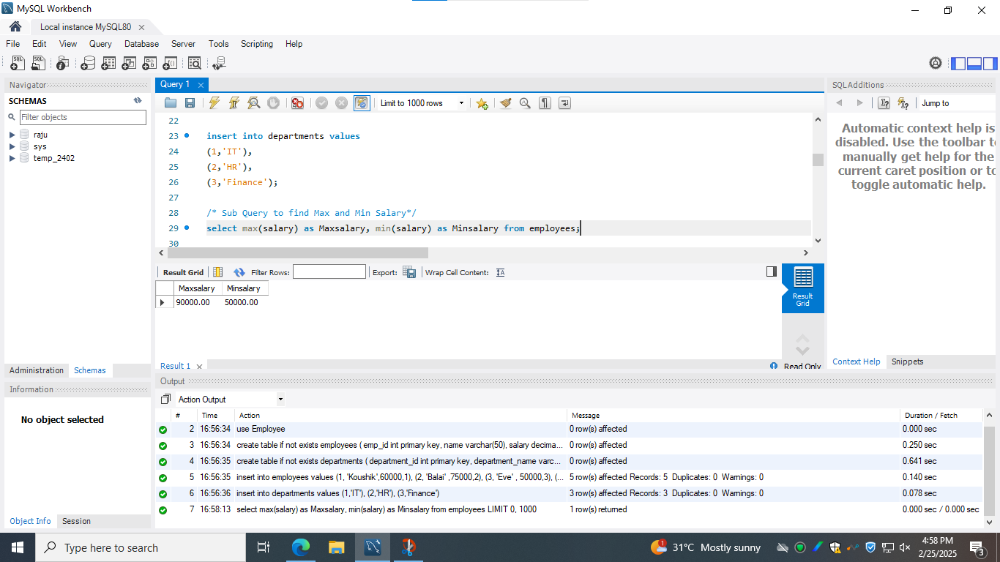 MySQL Workbench
Local instance MySQL80
File Edit View Query Database Server Tools Scripting Help
Navigator
SCHEMAS
Filter objects
raju
sys
temp_2402
Administration Schemas
Information
No object selected
Object Info Session
Query 1
Limit to 1000 rows
22
23 insert into departments values
24 (1,'IT'),
25 (2,'HR'),
26 (3,'Finance');
27
28 /* Sub Query to find Max and Min Salary*/
29 select max(salary) as Maxsalary, min(salary) as Minsalary from employees;
30
Result Grid Filter Rows: Export: Wrap Cell Content:
Maxsalary Minsalary
90000.00 50000.00
Result Grid
Result 1
Read Only
SQLAdditions
Jump to
Automatic context help is
disabled. Use the toolbar to
manually get help for the
current caret position or to
toggle automatic help.
Context Help Snippets
Output
Action Output
# Time Action Message Duration / Fetch
2 16:56:34 use Employee 0 row(s) affected 0.000 sec
3 16:56:34 create table if not exists employees ( emp_id int primary key, name varchar(50), salary decima... 0 row(s) affected 0.250 sec
4 16:56:35 create table if not exists departments ( department_id int primary key, department_name varc... 0 row(s) affected 0.641 sec
5 16:56:35 insert into employees values (1, 'Koushik',60000,1), (2, 'Balai' ,75000,2), (3, 'Eve' , 50000,3), (... 5 row(s) affected Records: 5 Duplicates: 0 Warnings: 0 0.140 sec
6 16:56:36 insert into departments values (1,'IT'), (2,'HR'), (3,'Finance') 3 row(s) affected Records: 3 Duplicates: 0 Warnings: 0 0.078 sec
7 16:58:13 select max(salary) as Maxsalary, min(salary) as Minsalary from employees LIMIT 0, 1000 1 row(s) returned 0.000 sec / 0.000 sec
Type here to search
1
31°C Mostly sunny
4:58 PM
2/25/2025
3